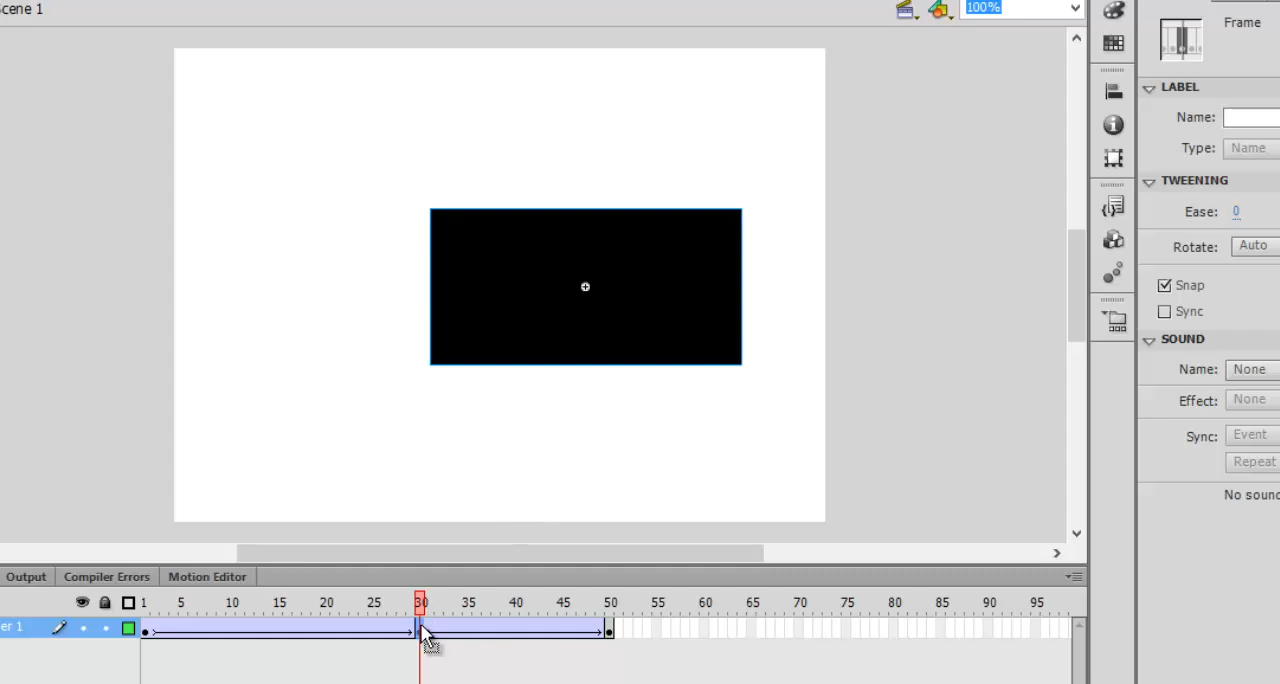 cene 1
100%
Frame
LABEL
Name:
Type: Name
TWEENING
Ease: 0
Rotate: Auto
Snap
Sync
SOUND
Name: None
Effect: None
Sync: Event
Repeat
No sound
Output Compiler Errors Motion Editor
1 5 10 15 20 25 30 35 40 45 50 55 60 65 70 75 80 85 90 95
er 1